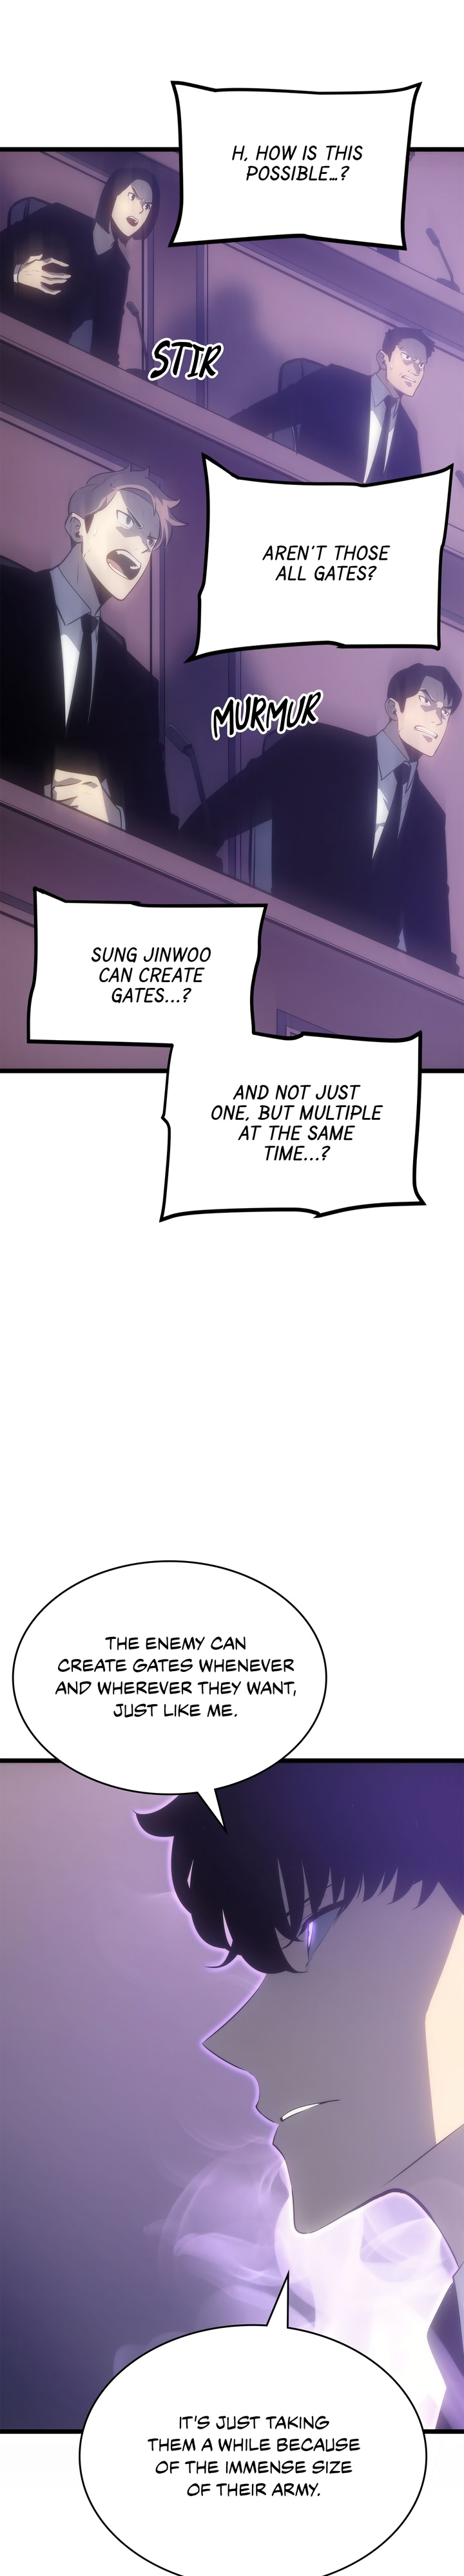 H, HOW IS THIS
POSSIBLE...?
STIR
AREN'T THOSE
ALL GATES?
MURMUR
SUNG JINWOO
CAN CREATE
GATES...?
AND NOT JUST
ONE, BUT MULTIPLE
AT THE SAME
TIME...?
THE ENEMY CAN
CREATE GATES WHENEVER
AND WHEREVER THEY WANT,
JUST LIKE ME.
IT'S JUST TAKING
THEM A WHILE BECAUSE
OF THE IMMENSE SIZE
OF THEIR ARMY.